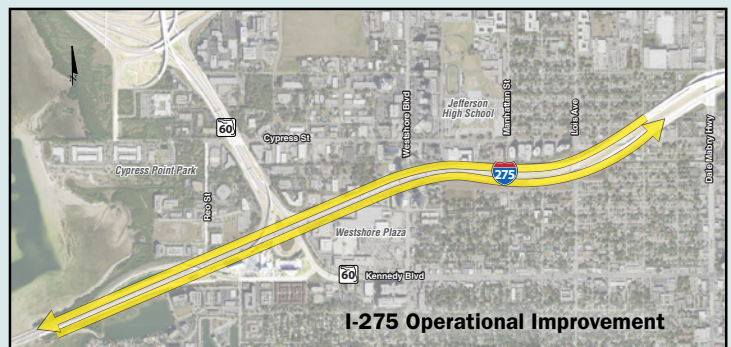 60
Cypress St
Westshore Blvd
Jefferson
High School
Manhattan St
Lois Ave
Dale Mabry Hwy
Cypress Point Park
Reo St
275
Westshore Plaza
60
Kennedy Blvd
I-275 Operational Improvement